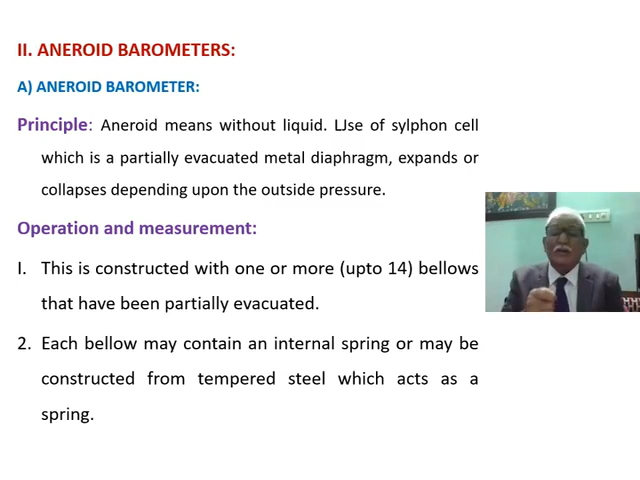 II. ANEROID BAROMETERS:
A) ANEROID BAROMETER:
Principle: Aneroid means without liquid. LJse of sylphon cell
which is a partially evacuated metal diaphragm, expands or
collapses depending upon the outside pressure.
Operation and measurement:
I. This is constructed with one or more (upto 14) bellows
that have been partially evacuated.
2. Each bellow may contain an internal spring or may be
constructed from tempered steel which acts as a
spring.